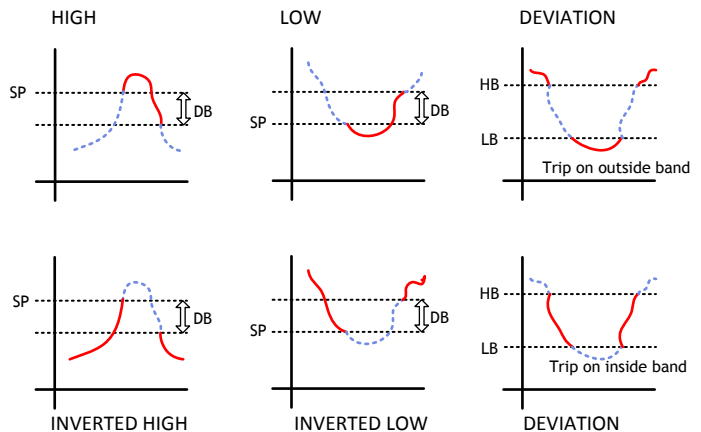 HIGH
LOW
DEVIATION
SP
DB
SP
DB
HB
LB
Trip on outside band
SP
DB
SP
DB
HB
LB
Trip on inside band
INVERTED HIGH
INVERTED LOW
DEVIATION